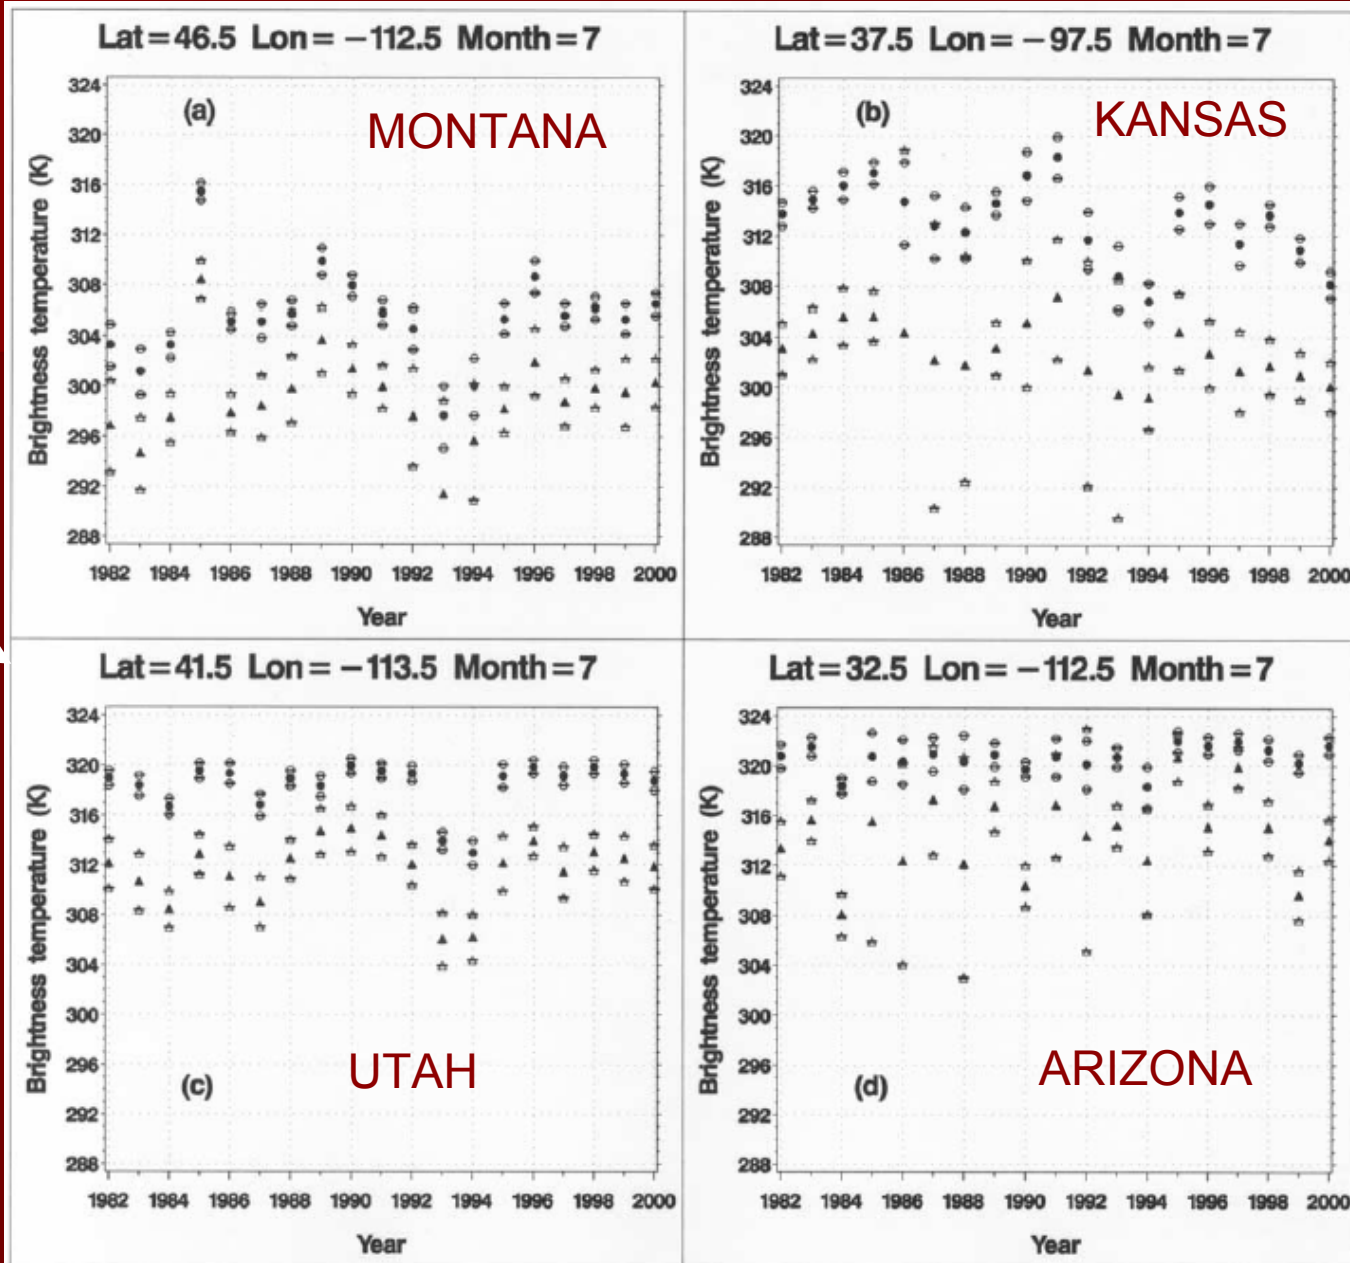 Lat=46.5 Lon=−112.5 Month=7
(a)
MONTANA
Brightness temperature (K)
324
320
316
312
308
304
300
296
292
288
1982 1984 1986 1988 1990 1992 1994 1996 1998 2000
Year
Lat=37.5 Lon=−97.5 Month=7
(b)
KANSAS
Brightness temperature (K)
324
320
316
312
308
304
300
296
292
288
1982 1984 1986 1988 1990 1992 1994 1996 1998 2000
Year
Lat=41.5 Lon=−113.5 Month=7
Brightness temperature (K)
324
320
316
312
308
304
300
296
292
288
UTAH
(c)
1982 1984 1986 1988 1990 1992 1994 1996 1998 2000
Year
Lat=32.5 Lon=−112.5 Month=7
Brightness temperature (K)
324
320
316
312
308
304
300
296
292
288
ARIZONA
(d)
1982 1984 1986 1988 1990 1992 1994 1996 1998 2000
Year